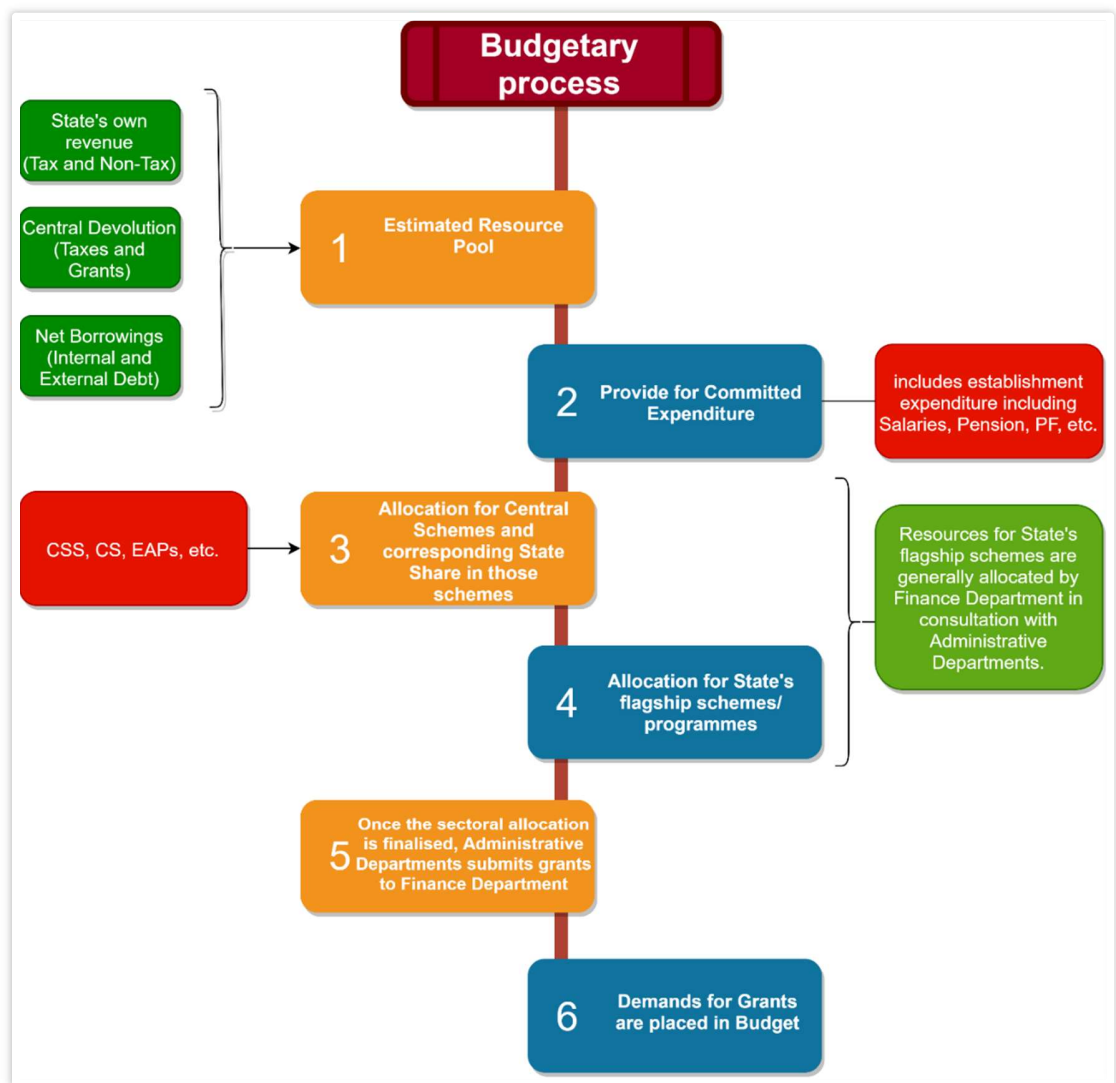 Budgetary
process
State's own
revenue
(Tax and Non-Tax)
Central Devolution
(Taxes and
Grants)
Net Borrowings
(Internal and
External Debt)
1
Estimated Resource
Pool
2
Provide for Committed
Expenditure
includes establishment
expenditure including
Salaries, Pension, PF, etc.
CSS, CS, EAPs, etc.
3
Allocation for Central
Schemes and
corresponding State
Share in those
schemes
Resources for State's
flagship schemes are
generally allocated by
Finance Department in
consultation with
Administrative
Departments.
4
Allocation for State's
flagship schemes/
programmes
5
Once the sectoral allocation
is finalised, Administrative
Departments submits grants
to Finance Department
6
Demands for Grants
are placed in Budget